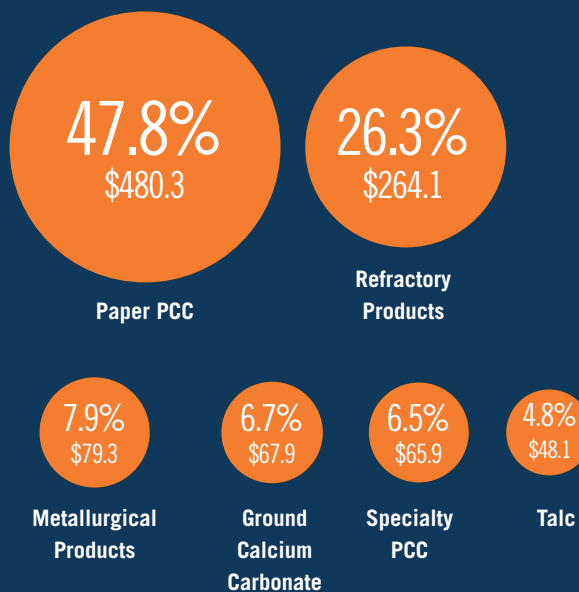 47.8%
$480.3
Paper PCC
26.3%
$264.1
Refractory
Products
7.9%
$79.3
Metallurgical
Products
6.7%
$67.9
Ground
Calcium
Carbonate
6.5%
$65.9
Specialty
PCC
4.8%
$48.1
Talc